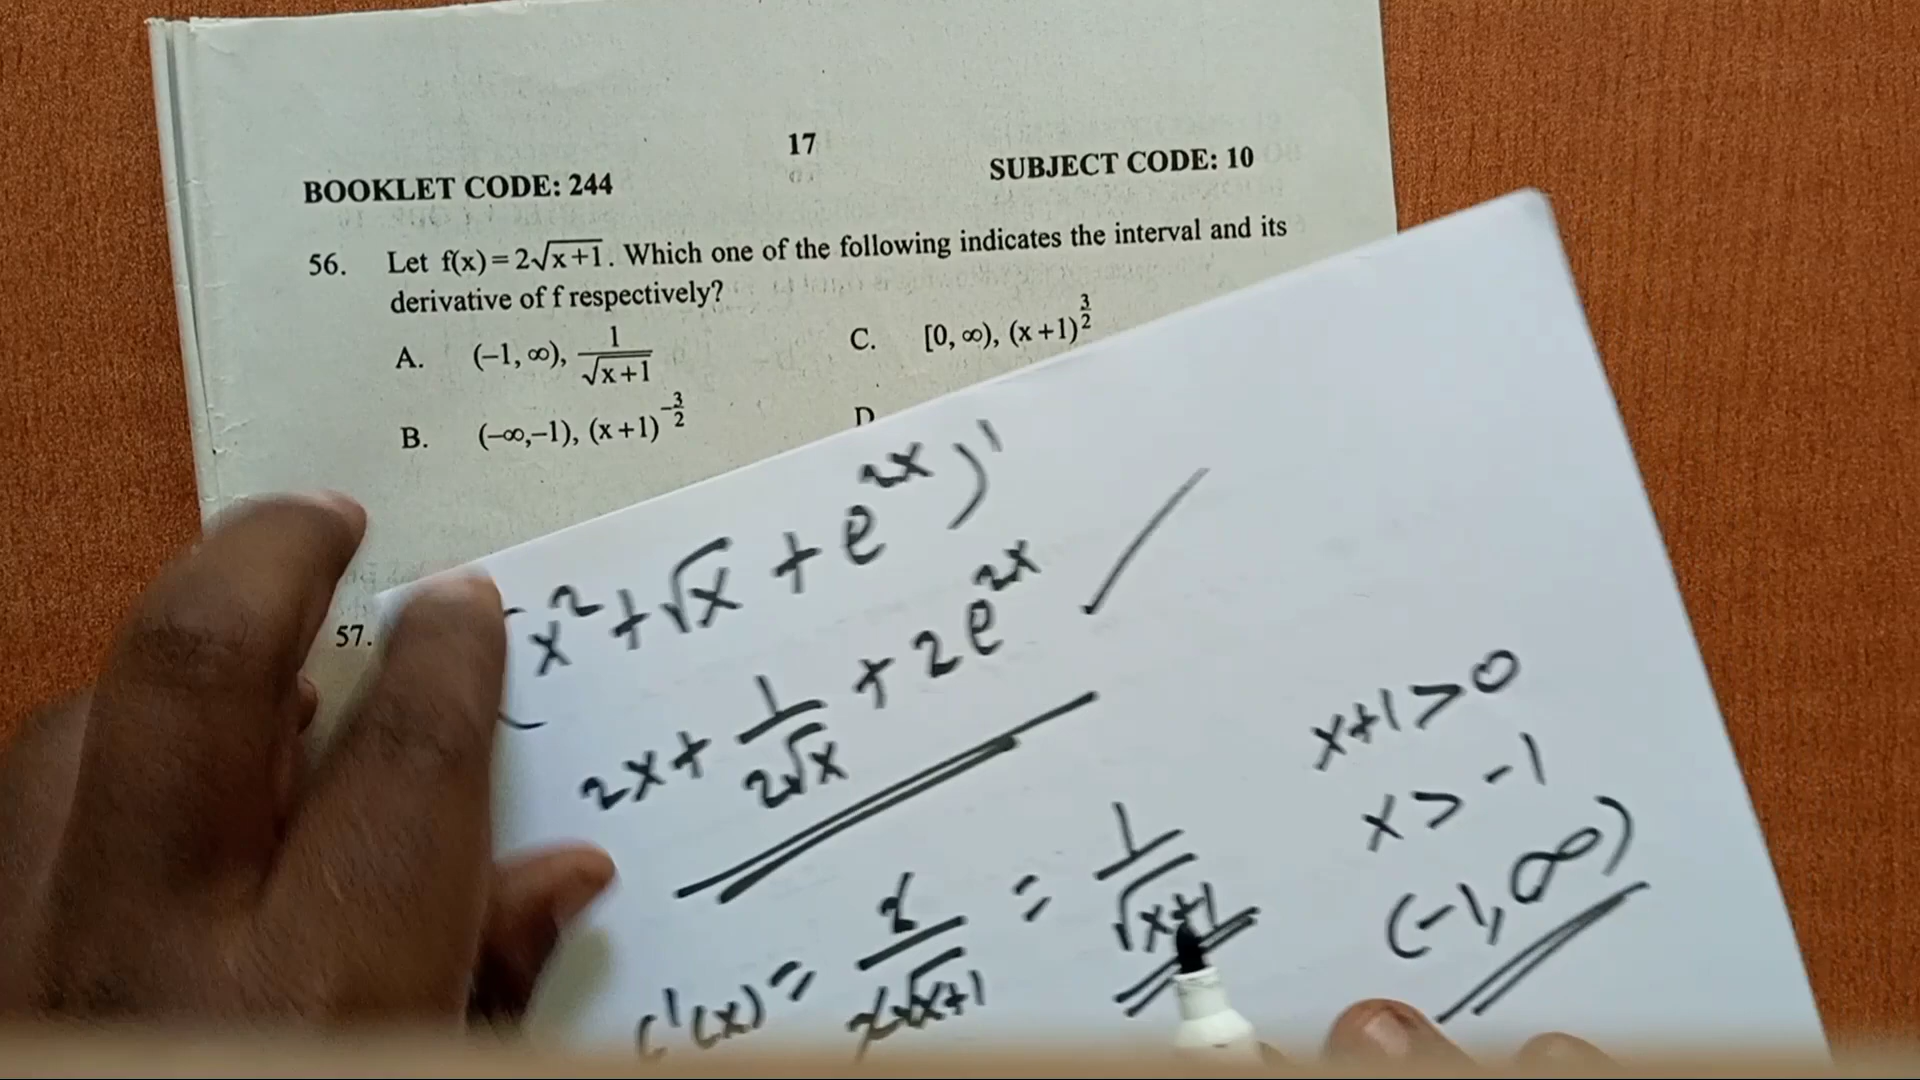 17
BOOKLET CODE: 244
SUBJECT CODE: 10
56. Let f(x)=2√x+1. Which one of the following indicates the interval and its
derivative of f respectively?
A. (–1, ∞), 1/√x+1
C. [0, ∞), (x+1)^3/2
B. (–∞,–1), (x+1)^–3/2
D
57.
(x²+√x + e^2x)'
2x+ 1/2√x + 2e^2x
x+1>0
x > -1
(-1, ∞)
'(x) = 2/2√x+1 = 1/√x+1